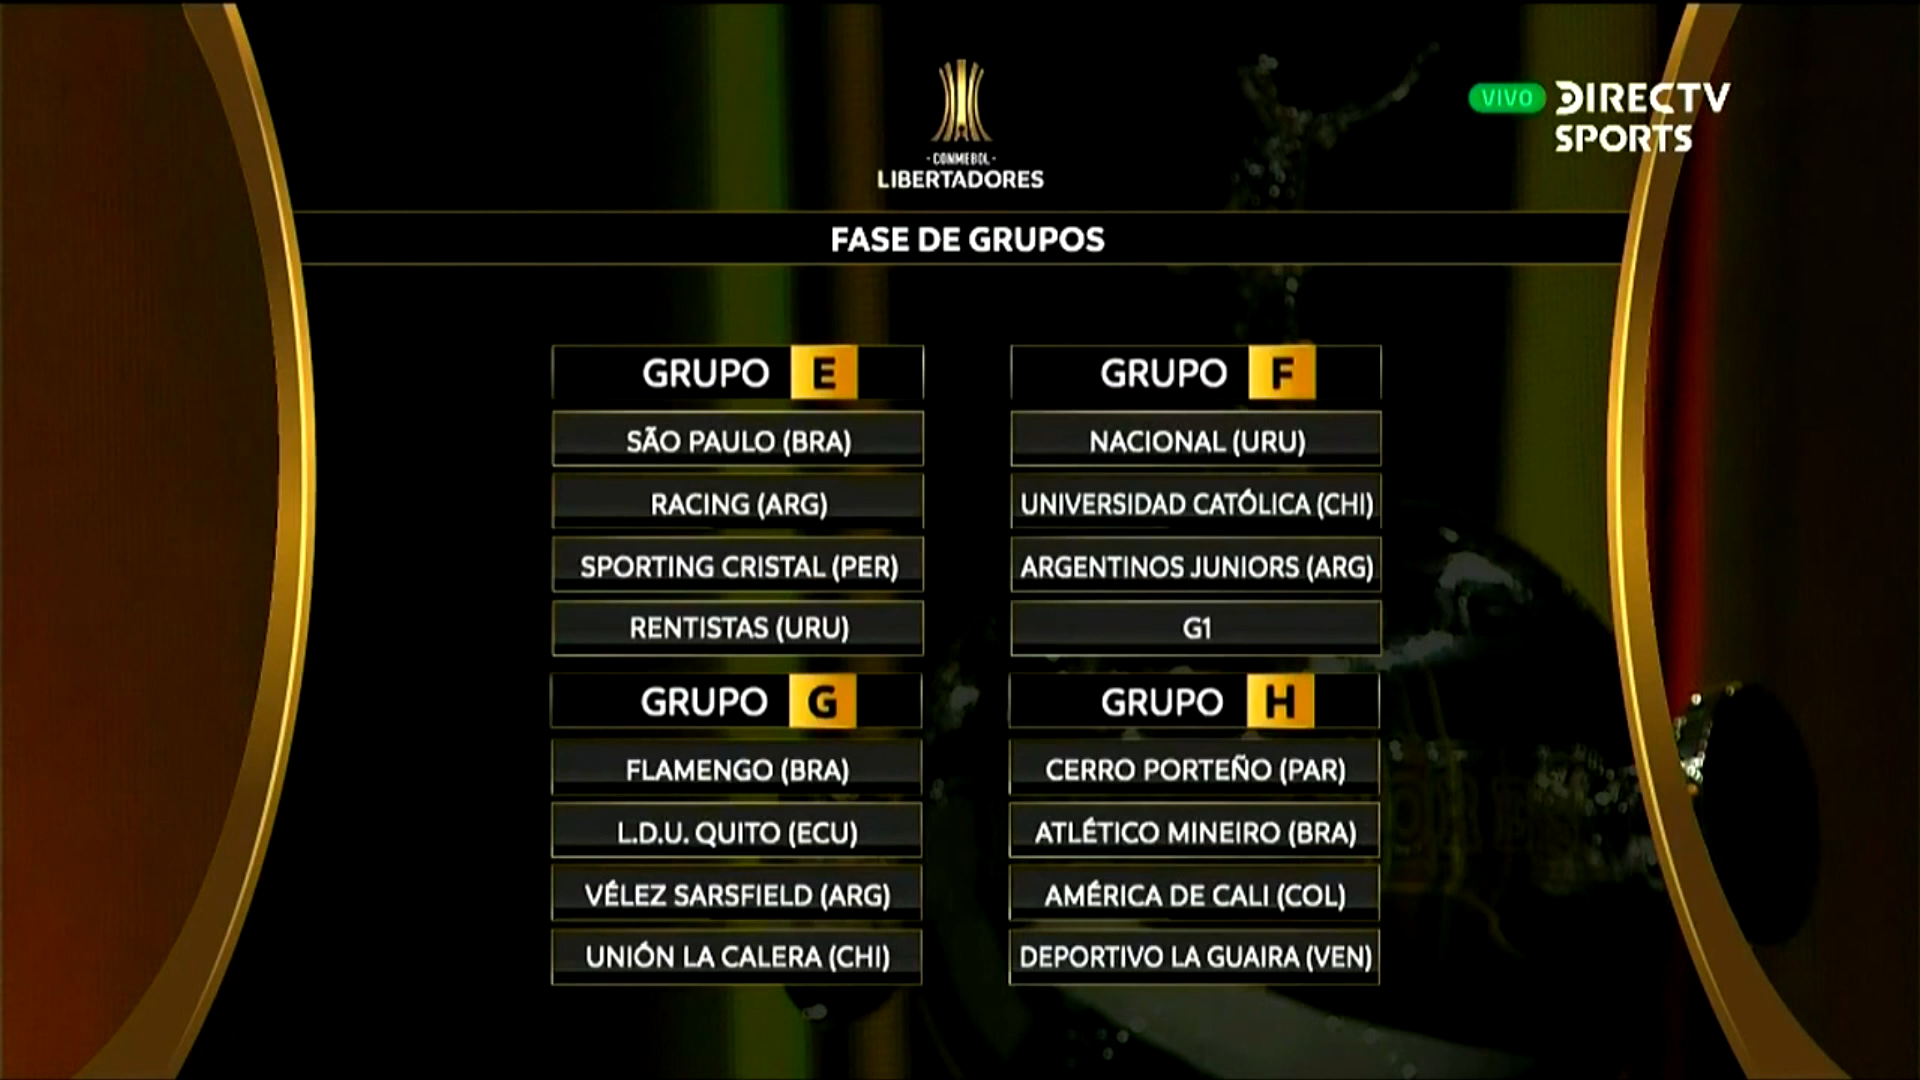 VIVO DIRECTV
SPORTS
- CONMEBOL -
LIBERTADORES
FASE DE GRUPOS
GRUPO E
SÃO PAULO (BRA)
RACING (ARG)
SPORTING CRISTAL (PER)
RENTISTAS (URU)
GRUPO F
NACIONAL (URU)
UNIVERSIDAD CATÓLICA (CHI)
ARGENTINOS JUNIORS (ARG)
G1
GRUPO G
FLAMENGO (BRA)
L.D.U. QUITO (ECU)
VÉLEZ SARSFIELD (ARG)
UNIÓN LA CALERA (CHI)
GRUPO H
CERRO PORTEÑO (PAR)
ATLÉTICO MINEIRO (BRA)
AMÉRICA DE CALI (COL)
DEPORTIVO LA GUAIRA (VEN)